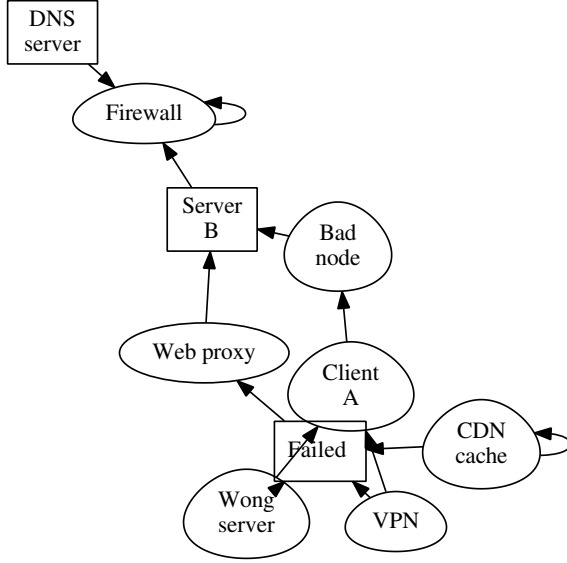 DNS
server
Firewall
Server
B
Bad
node
Web proxy
Client
A
Failed
CDN
cache
Wong
server
VPN